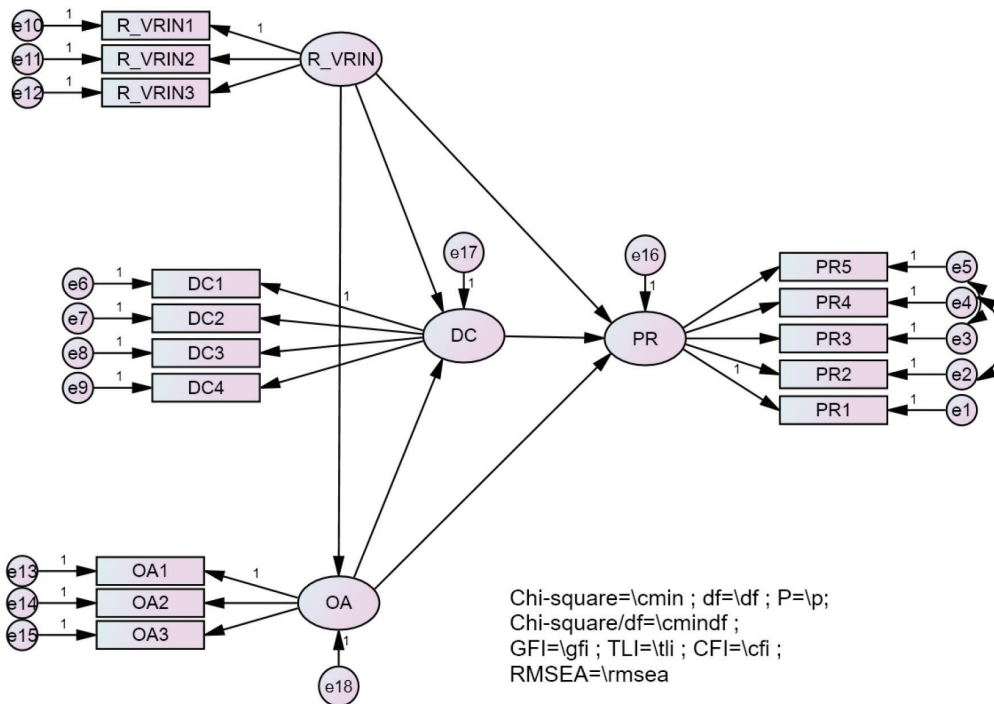 e10
1
R_VRIN1
1
R_VRIN
e11
1
R_VRIN2
e12
1
R_VRIN3
e17
1
e16
1
e6
1
DC1
1
e7
1
DC2
e8
1
DC3
e9
1
DC4
DC
PR
PR5
1
e5
PR4
1
e4
PR3
1
e3
PR2
1
e2
1
PR1
1
e1
e13
1
OA1
1
e14
1
OA2
e15
1
OA3
OA
1
e18
Chi-square=\cmin ; df=\df ; P=\p;
Chi-square/df=\cmindf ;
GFI=\gfi ; TLI=\tli ; CFI=\cfi ;
RMSEA=\rmsea